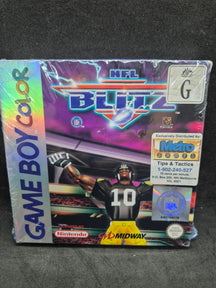 GAME BOY COLOR
NFL
BLITZ
G
Exclusively Distributed by:
Metro
GAMES
Tips & Tactics
1-902-240-527
10
Nintendo
MIDWAY